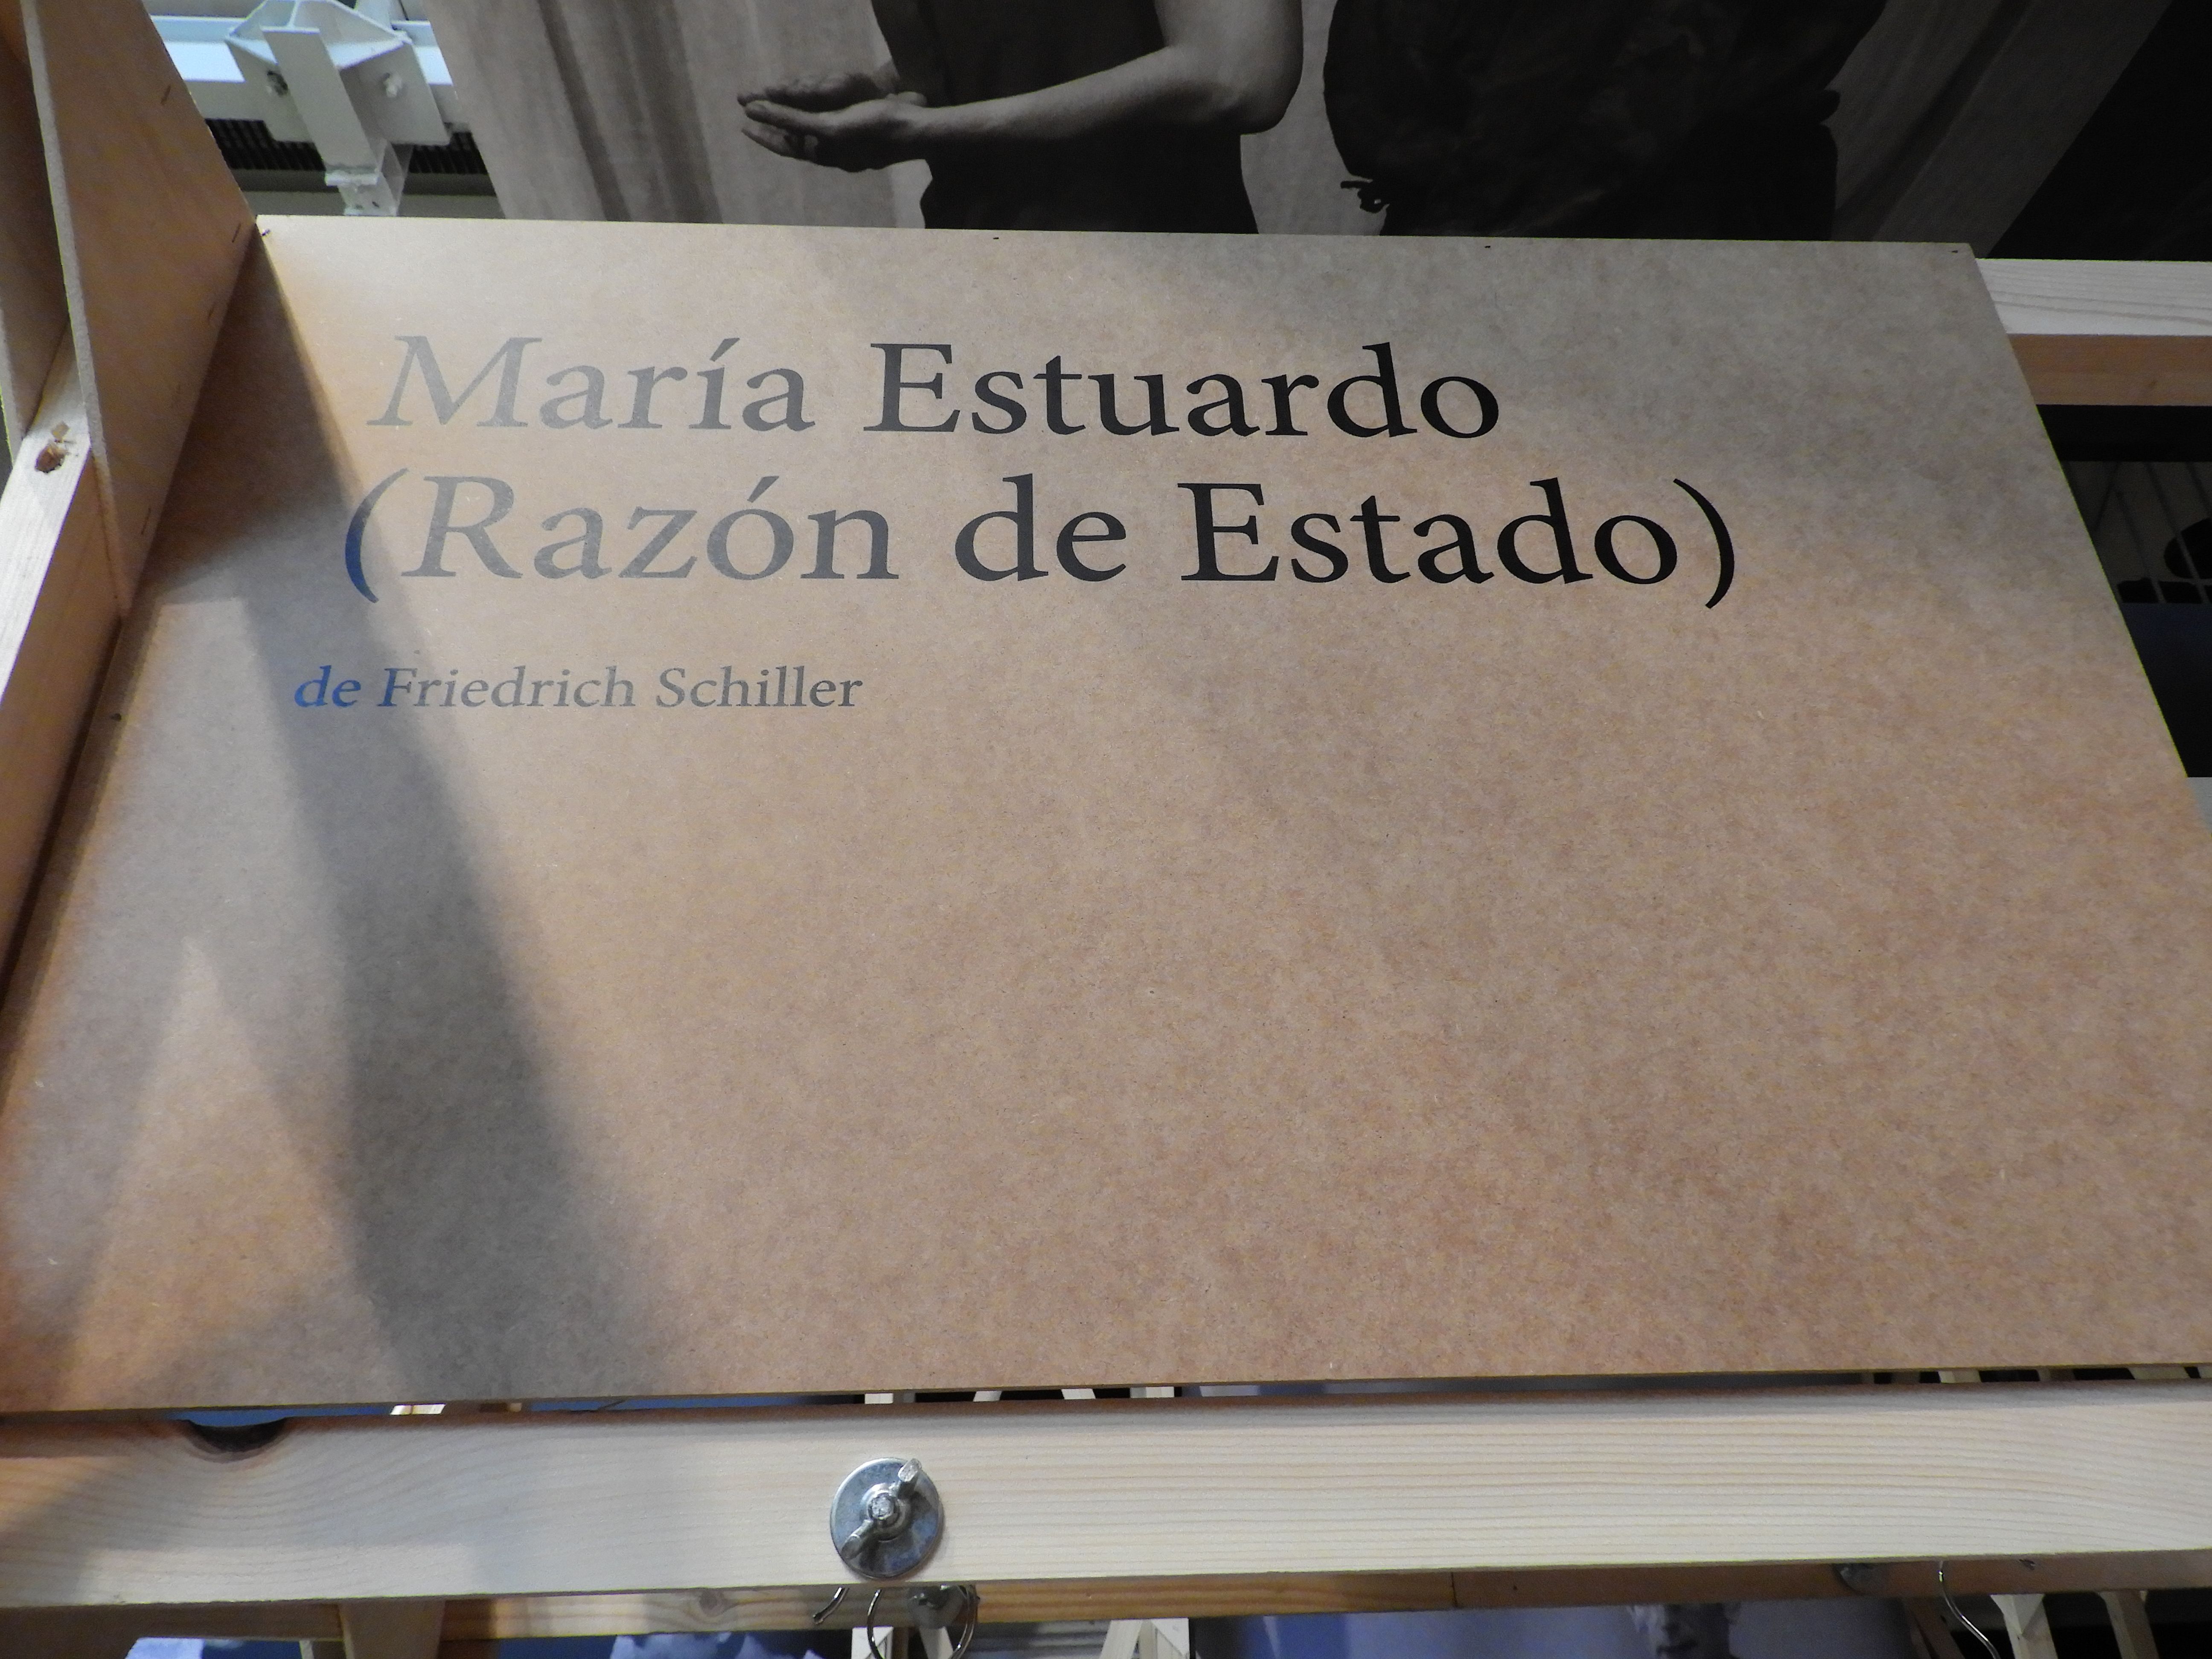 María Estuardo
(Razón de Estado)
de Friedrich Schiller